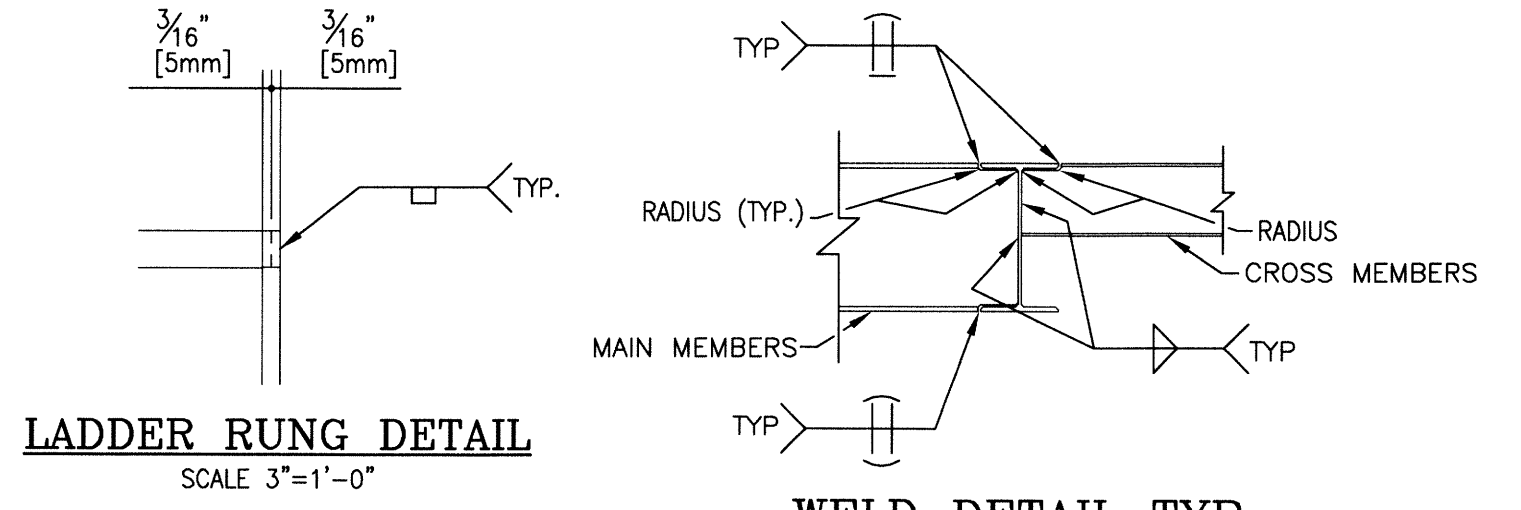 3/16" 3/16"
[5mm] [5mm]
TYP.
LADDER RUNG DETAIL
SCALE 3"=1'-0"
TYP
RADIUS (TYP.)
RADIUS
CROSS MEMBERS
MAIN MEMBERS
TYP
TYP
WELD DETAIL TYP